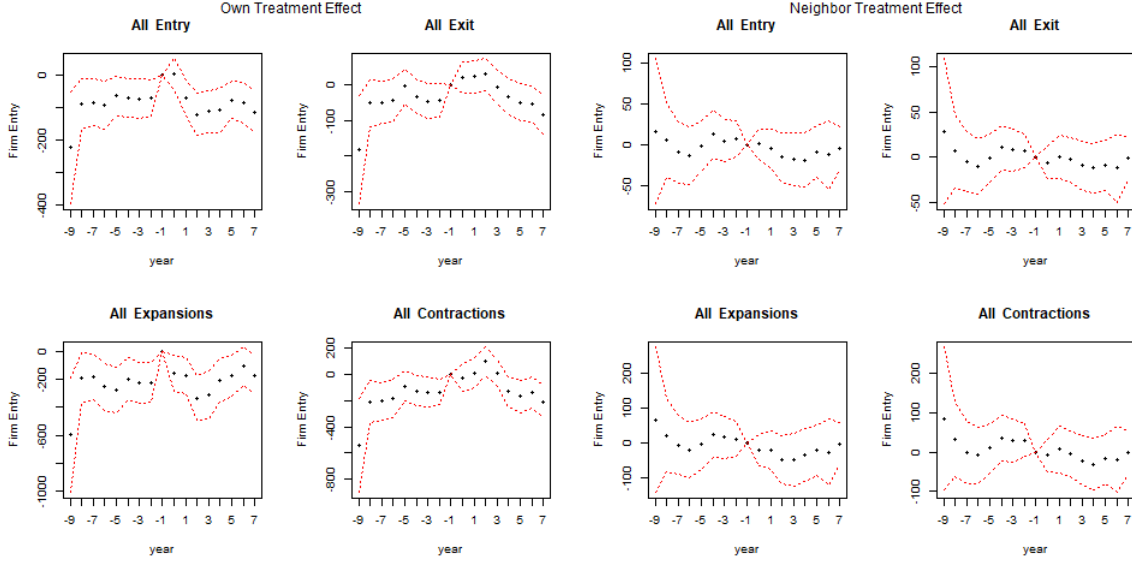 Own Treatment Effect
Neighbor Treatment Effect
All Entry
Firm Entry
0
-200
-400
-9 -7 -5 -3 -1 1 3 5 7
year
All Exit
Firm Entry
0
-100
-300
-9 -7 -5 -3 -1 1 3 5 7
year
All Entry
Firm Entry
100
50
0
-50
-9 -7 -5 -3 -1 1 3 5 7
year
All Exit
Firm Entry
100
50
0
-50
-9 -7 -5 -3 -1 1 3 5 7
year
All Expansions
Firm Entry
0
-200
-600
-1000
-9 -7 -5 -3 -1 1 3 5 7
year
All Contractions
Firm Entry
200
0
-400
-800
-9 -7 -5 -3 -1 1 3 5 7
year
All Expansions
Firm Entry
200
100
0
-100
-9 -7 -5 -3 -1 1 3 5 7
year
All Contractions
Firm Entry
200
100
0
-100
-9 -7 -5 -3 -1 1 3 5 7
year